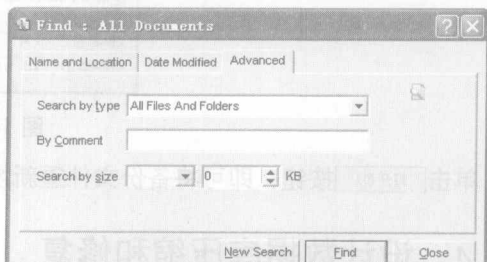 Find : All Documents
Name and Location Date Modified Advanced
Search by type All Files And Folders
By Comment
Search by size 0 KB
New Search Find Close